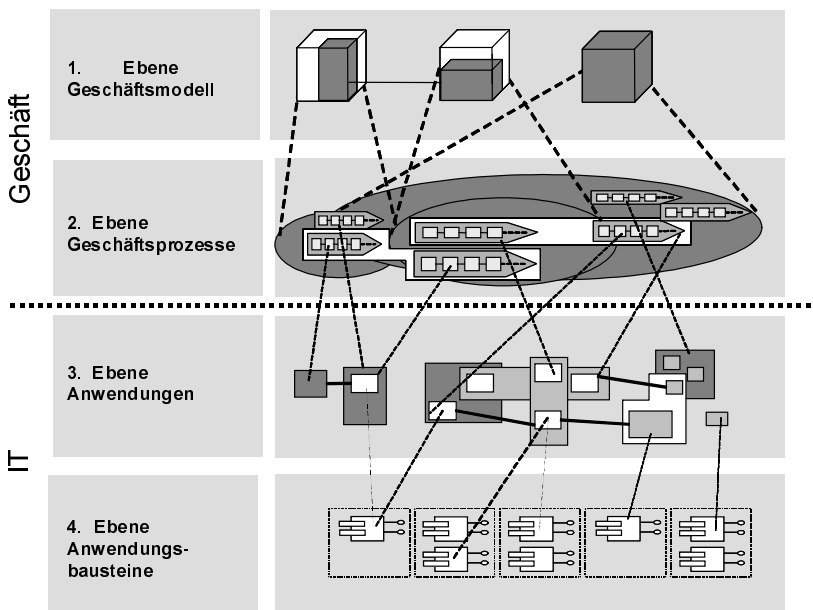 Geschäft
1. Ebene
Geschäftsmodell
2. Ebene
Geschäftsprozesse
IT
3. Ebene
Anwendungen
4. Ebene
Anwendungs-
bausteine